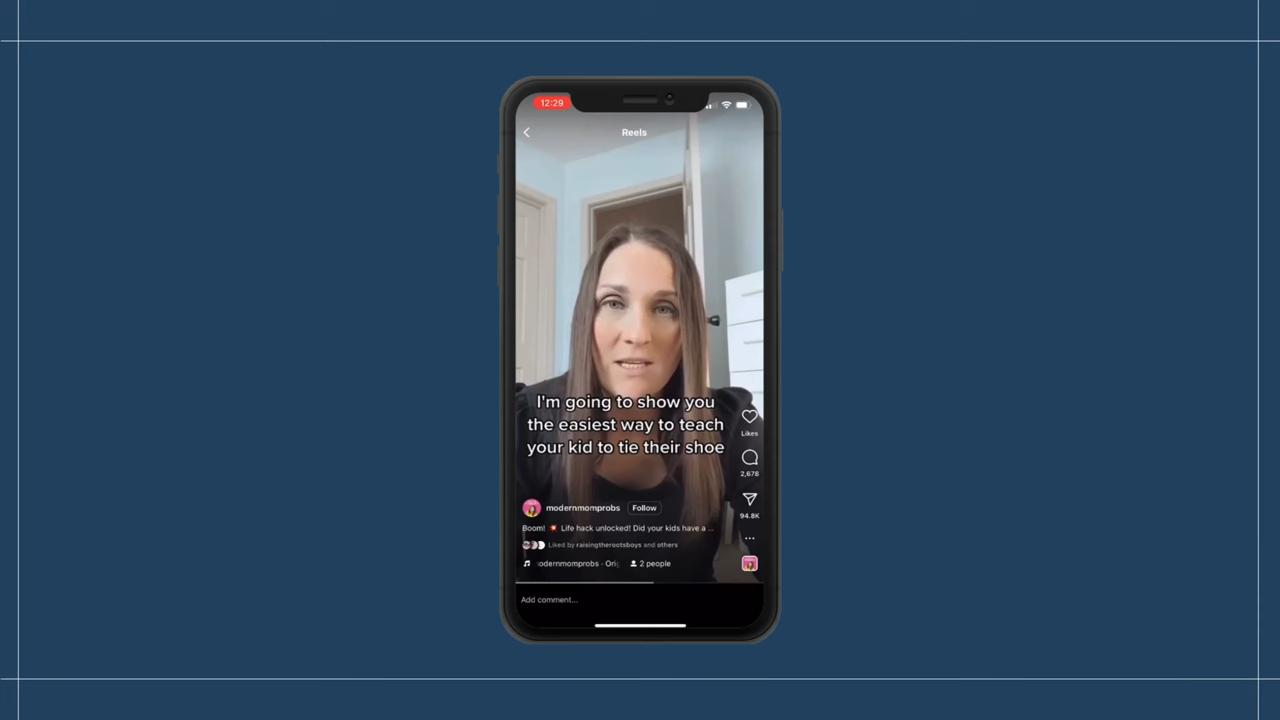 12:29
Reels
I'm going to show you
the easiest way to teach
your kid to tie their shoe
Likes
2,678
94.8K
modernmomprobs Follow
Boom! 💥 Life hack unlocked! Did your kids have a ...
Liked by raisingtherootsboys and others
odernmomprobs · Orig 2 people
Add comment...